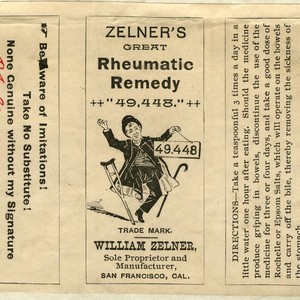 ☞ Beware of Imitations!
Take No Substitute!
None Genuine without my Signature
ZELNER'S
GREAT
Rheumatic
Remedy
++"49,448."++
49,448
TRADE MARK.
WILLIAM ZELNER,
Sole Proprietor and
Manufacturer,
SAN FRANCISCO, CAL.
DIRECTIONS—Take a teaspoonful 3 times a day in a
little water one hour after eating. Should the medicine
produce griping in bowels, discontinue the use of the
medicine for three or four days, and take a good dose of
Rochelle or Epsom Salts, which will operate on the bowels
and carry off the bile, thereby removing the sickness of
the stomach.